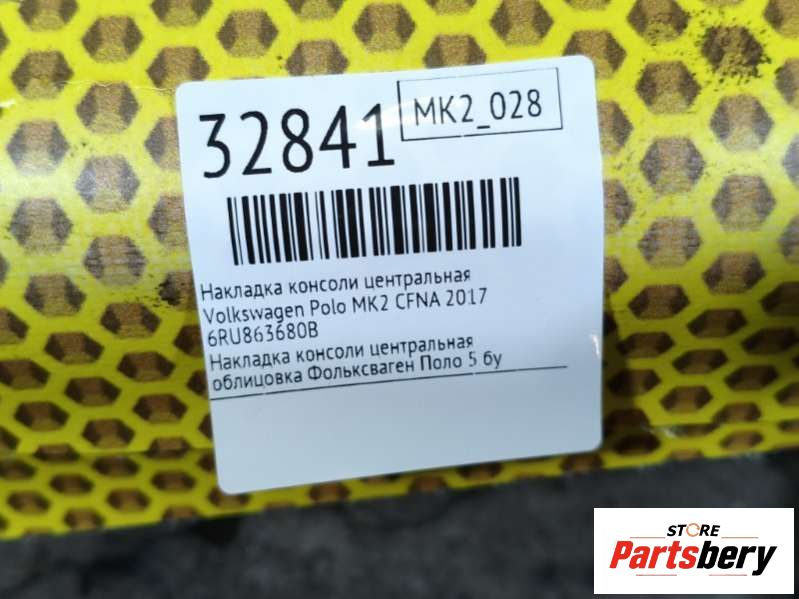 32841
MK2_028
Накладка консоли центральная
Volkswagen Polo MK2 CFNA 2017
6RU863680B
Накладка консоли центральная
облицовка Фольксваген Поло 5 бу
STORE
Partsbery